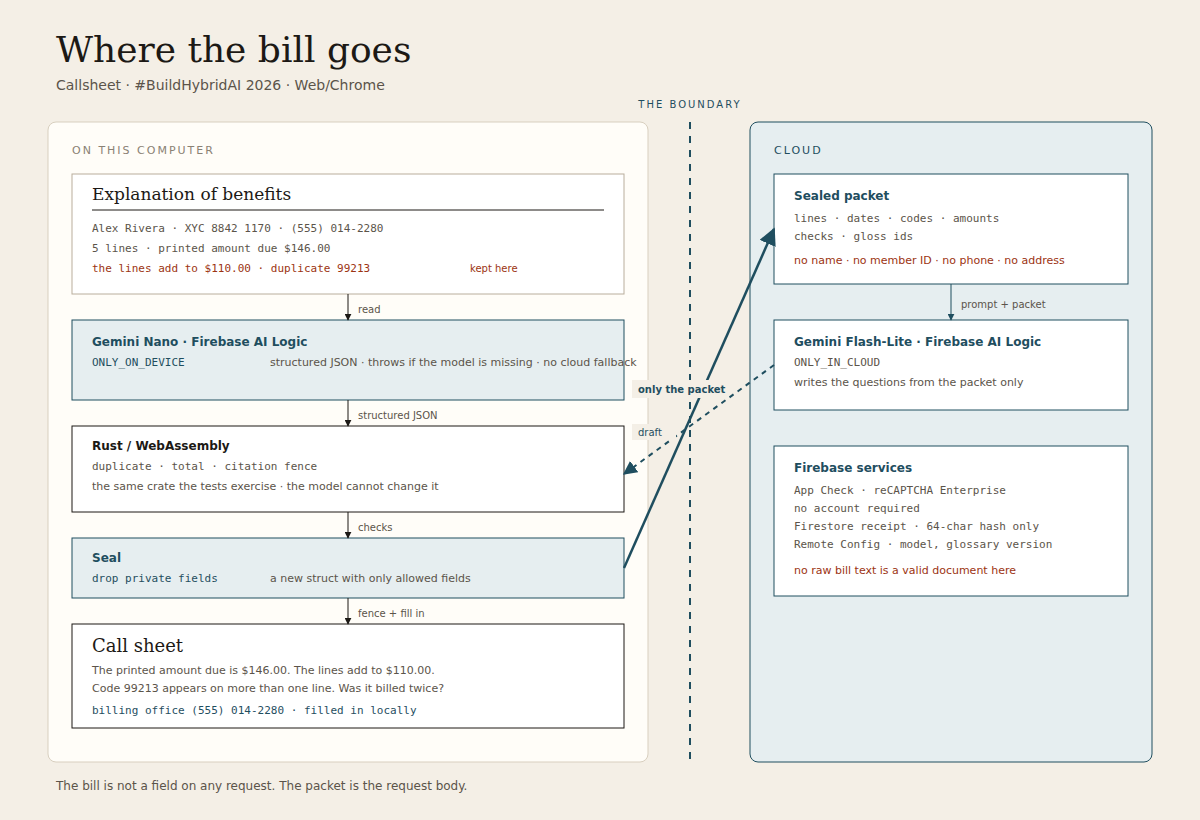 Where the bill goes
Callsheet · #BuildHybridAI 2026 · Web/Chrome
THE BOUNDARY
ON THIS COMPUTER
Explanation of benefits
Alex Rivera · XYC 8842 1170 · (555) 014-2280
5 lines · printed amount due $146.00
the lines add to $110.00 · duplicate 99213
kept here
read
Gemini Nano · Firebase AI Logic
ONLY_ON_DEVICE
structured JSON · throws if the model is missing · no cloud fallback
structured JSON
Rust / WebAssembly
duplicate · total · citation fence
the same crate the tests exercise · the model cannot change it
checks
Seal
drop private fields
a new struct with only allowed fields
fence + fill in
Call sheet
The printed amount due is $146.00. The lines add to $110.00.
Code 99213 appears on more than one line. Was it billed twice?
billing office (555) 014-2280 · filled in locally
only the packet
draft
CLOUD
Sealed packet
lines · dates · codes · amounts
checks · gloss ids
no name · no member ID · no phone · no address
prompt + packet
Gemini Flash-Lite · Firebase AI Logic
ONLY_IN_CLOUD
writes the questions from the packet only
Firebase services
App Check · reCAPTCHA Enterprise
no account required
Firestore receipt · 64-char hash only
Remote Config · model, glossary version
no raw bill text is a valid document here
The bill is not a field on any request. The packet is the request body.